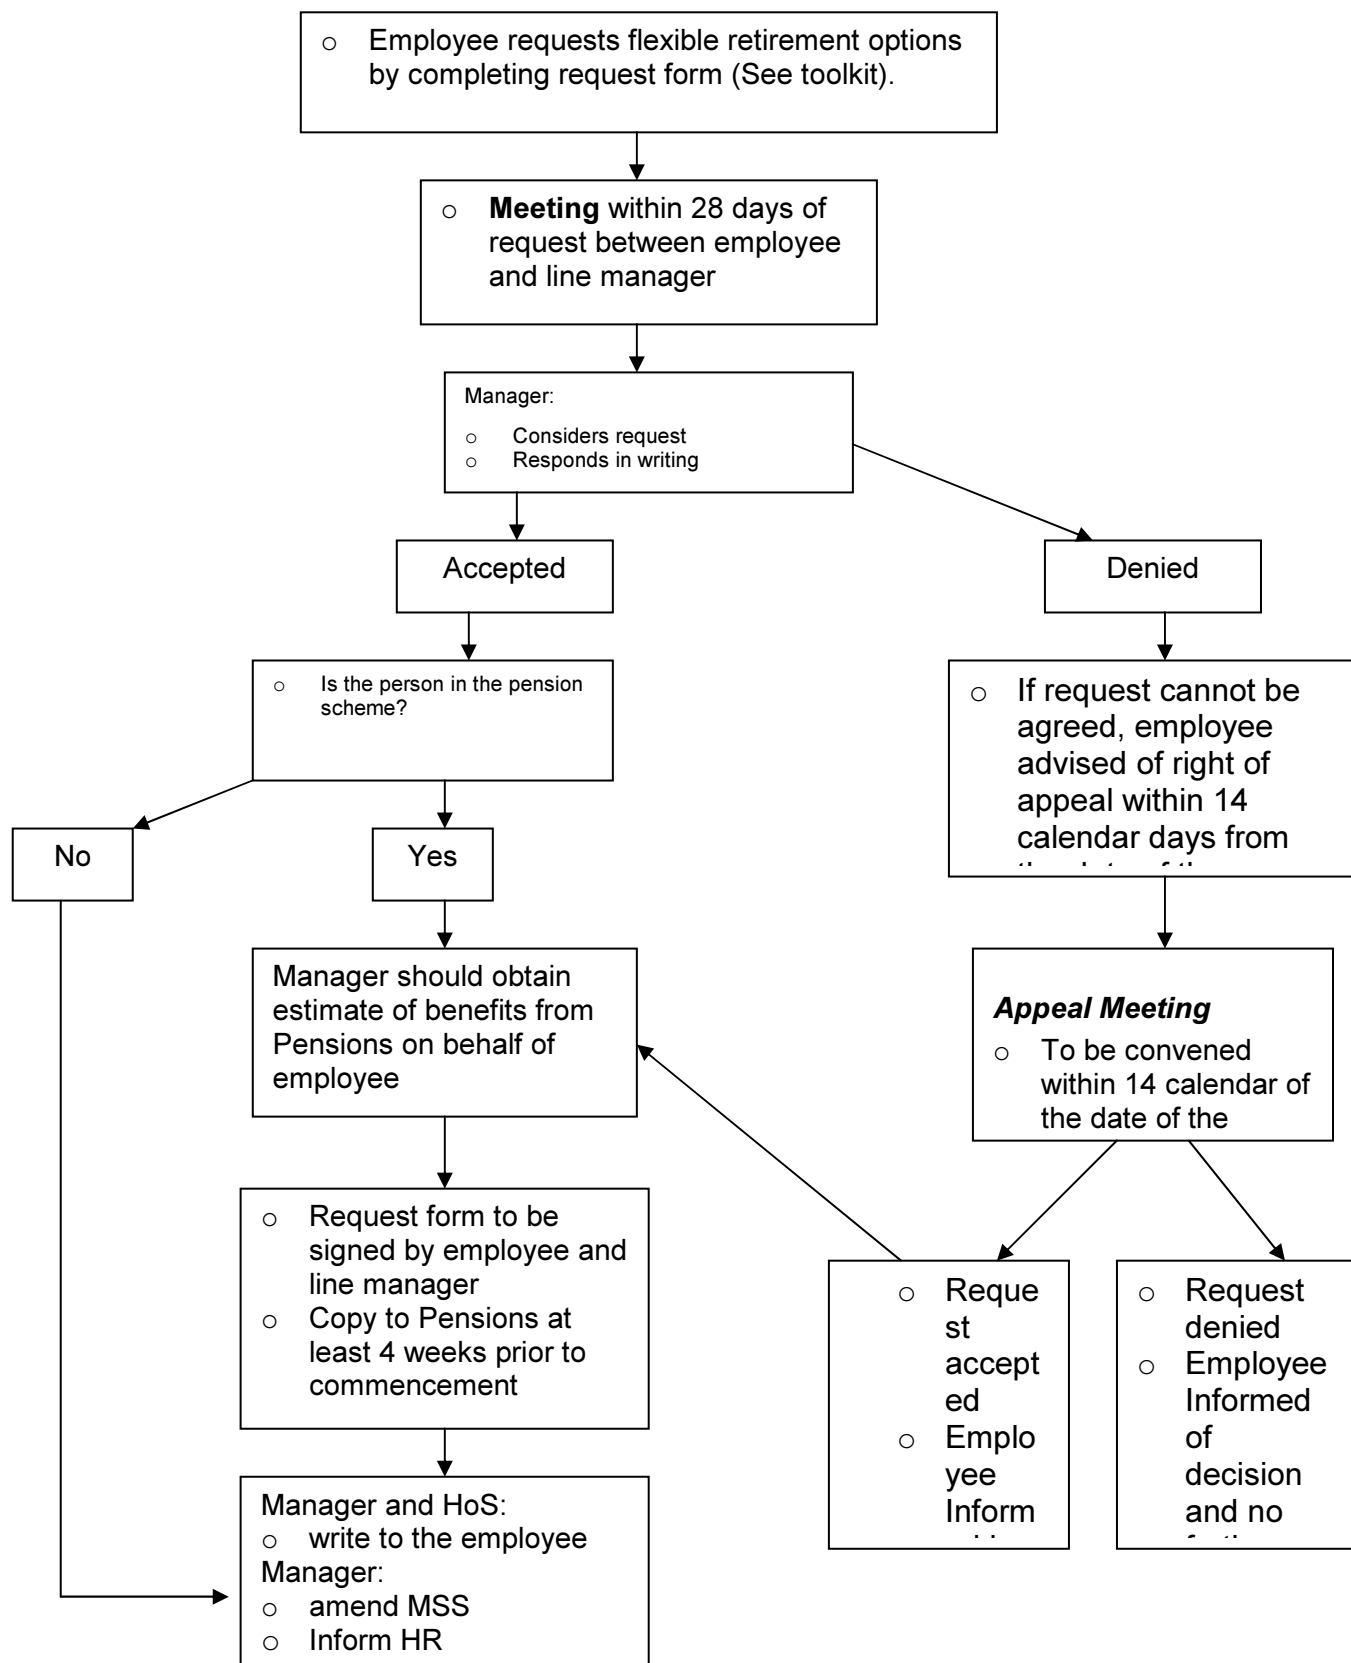 ○ Employee requests flexible retirement options
by completing request form (See toolkit).
○ Meeting within 28 days of
request between employee
and line manager
Manager:
○ Considers request
○ Responds in writing
Accepted
Denied
○ Is the person in the pension
scheme?
○ If request cannot be
agreed, employee
advised of right of
appeal within 14
calendar days from
No
Yes
Manager should obtain
estimate of benefits from
Pensions on behalf of
employee
Appeal Meeting
○ To be convened
within 14 calendar of
the date of the
○ Request form to be
signed by employee and
line manager
○ Copy to Pensions at
least 4 weeks prior to
commencement
○ Reque
st
accept
ed
○ Emplo
yee
Inform
○ Request
denied
○ Employee
Informed
of
decision
and no
Manager and HoS:
○ write to the employee
Manager:
○ amend MSS
○ Inform HR